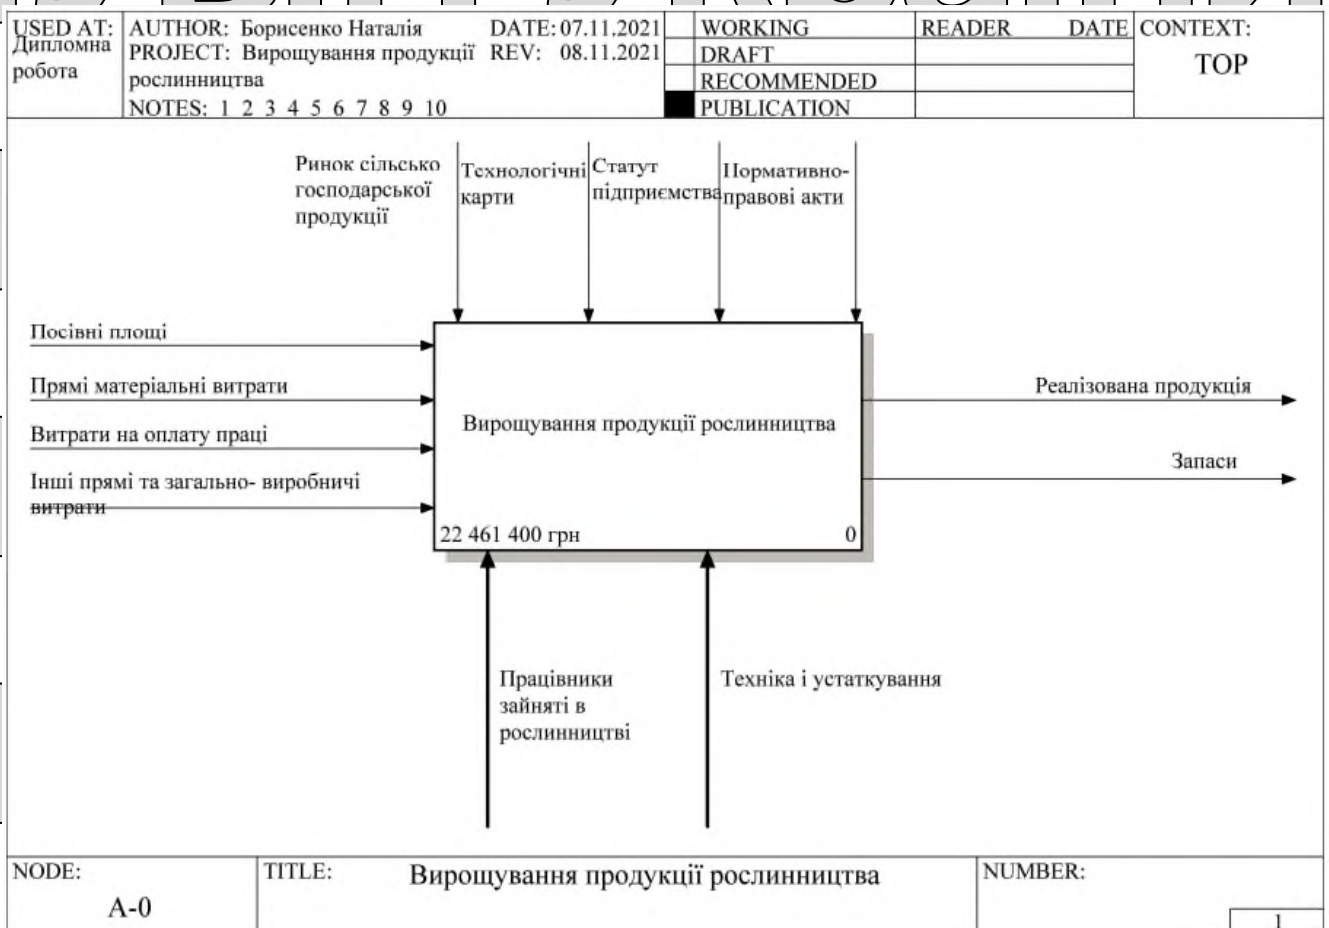 USED AT:
Дипломна
робота
AUTHOR: Борисенко Наталія
DATE: 07.11.2021
PROJECT: Вирощування продукції
REV: 08.11.2021
рослинництва
NOTES: 1 2 3 4 5 6 7 8 9 10
WORKING
DRAFT
RECOMMENDED
PUBLICATION
READER DATE
CONTEXT:
TOP
Ринок сільсько
господарської
продукції
Технологічні
карти
Статут
підприємства
Нормативно-
правові акти
Посівні площі
Прямі матеріальні витрати
Витрати на оплату праці
Інші прямі та загально- виробничі
витрати
Вирощування продукції рослинництва
22 461 400 грн
0
Реалізована продукція
Запаси
Працівники
зайняті в
рослинництві
Техніка і устаткування
NODE:
A-0
TITLE:
Вирощування продукції рослинництва
NUMBER:
1